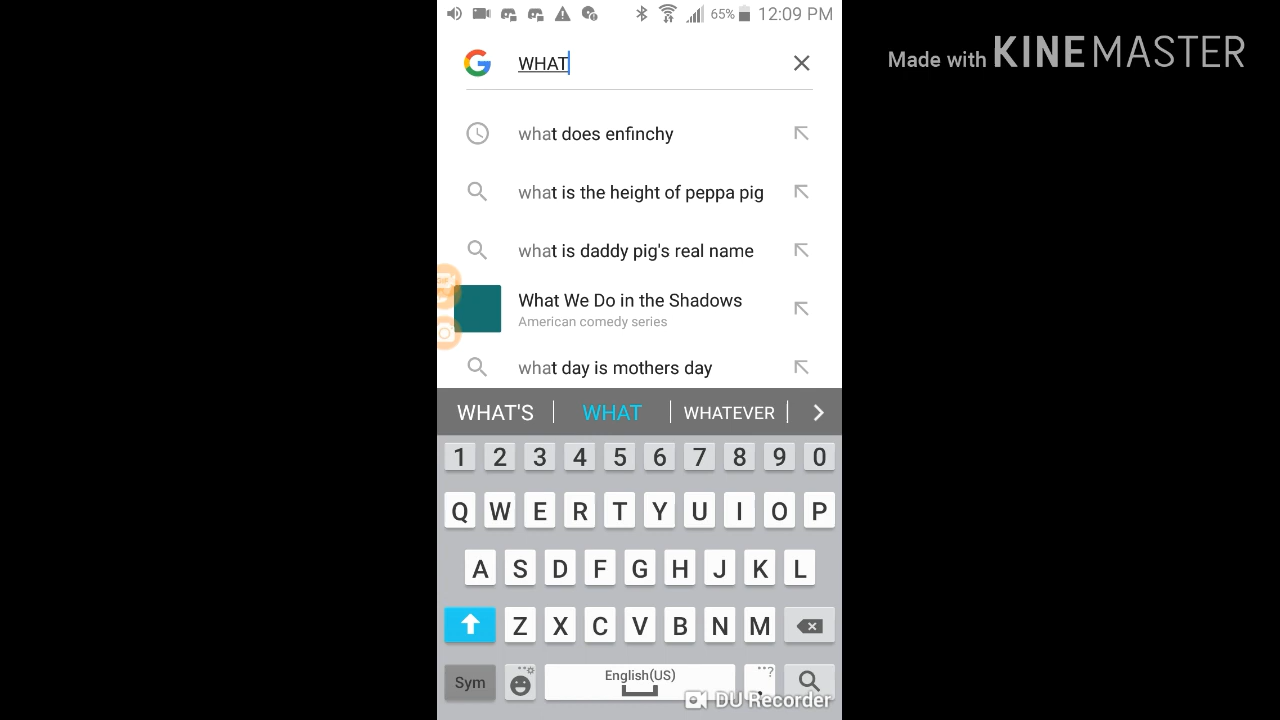 65% 12:09 PM
Made with KINEMASTER
WHAT
what does enfinchy
what is the height of peppa pig
what is daddy pig's real name
What We Do in the Shadows
American comedy series
what day is mothers day
WHAT'S WHAT WHATEVER
1 2 3 4 5 6 7 8 9 0
Q W E R T Y U I O P
A S D F G H J K L
Z X C V B N M
Sym English(US) . ?
DU Recorder